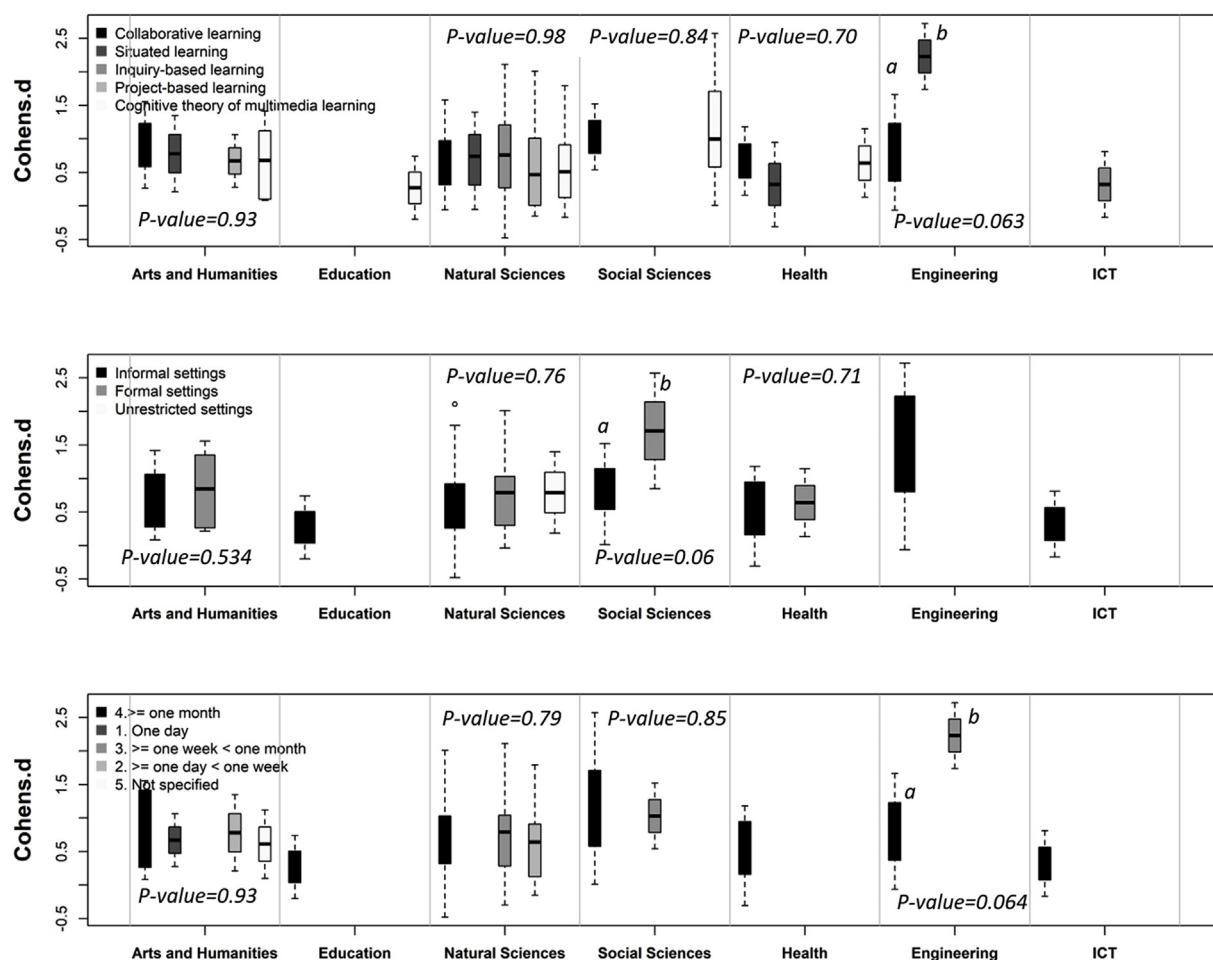 Collaborative learning
Situated learning
Inquiry-based learning
Project-based learning
Cognitive theory of multimedia learning
P-value=0.98
P-value=0.84
P-value=0.70
a
b
P-value=0.93
P-value=0.063
Cohens.d
2.5
1.5
0.5
-0.5
Arts and Humanities Education Natural Sciences Social Sciences Health Engineering ICT
Informal settings
Formal settings
Unrestricted settings
P-value=0.76
P-value=0.71
a
b
P-value=0.534
P-value=0.06
Cohens.d
2.5
1.5
0.5
-0.5
Arts and Humanities Education Natural Sciences Social Sciences Health Engineering ICT
4.>= one month
1. One day
3. >= one week < one month
2. >= one day < one week
5. Not specified
P-value=0.79
P-value=0.85
a
b
P-value=0.93
P-value=0.064
Cohens.d
2.5
1.5
0.5
-0.5
Arts and Humanities Education Natural Sciences Social Sciences Health Engineering ICT